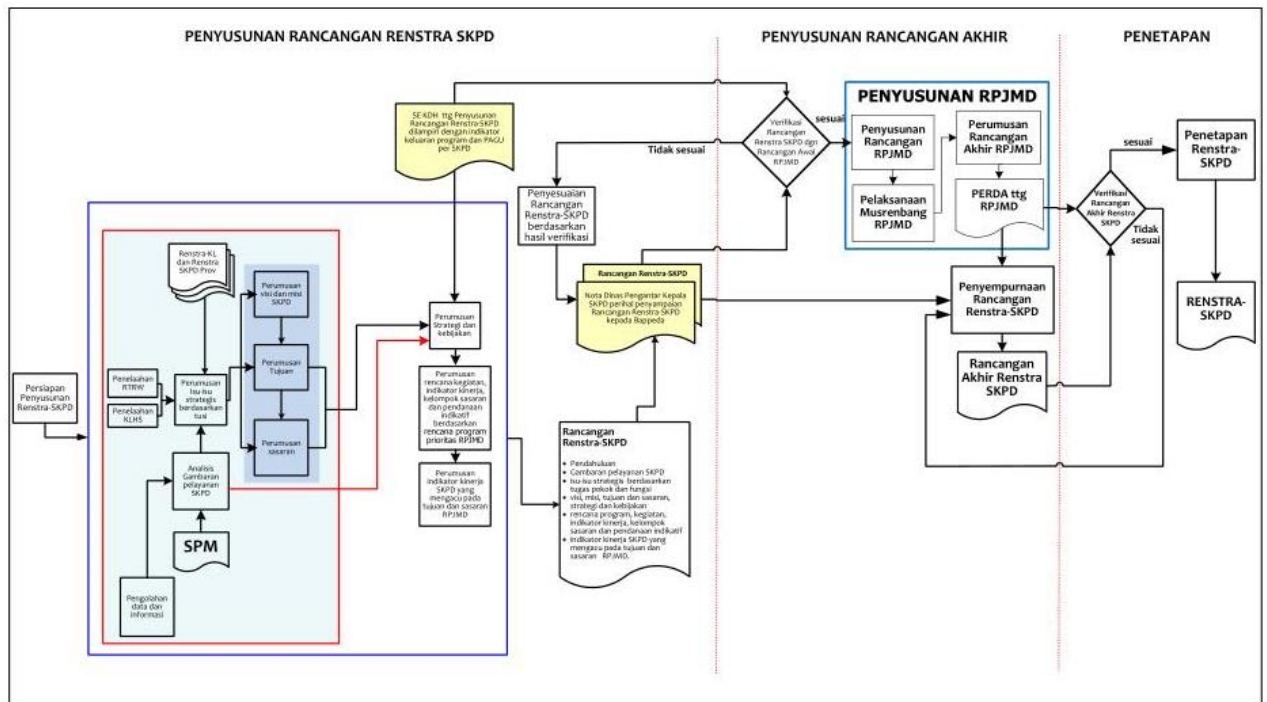 PENYUSUNAN RANCANGAN RENSTRA SKPD
PENYUSUNAN RANCANGAN AKHIR
PENETAPAN
SE KDH ttg Penyusunan
Rancangan Renstra-SKPD
dilampiri dengan indikator
keluaran program dan PAGU
per SKPD
Verifikasi
Rancangan
Renstra SKPD dgn
Rancangan Awal
RPJMD
sesuai
Tidak sesuai
PENYUSUNAN RPJMD
Penyusunan
Rancangan
RPJMD
Perumusan
Rancangan
Akhir RPJMD
Pelaksanaan
Musrenbang
RPJMD
PERDA ttg
RPJMD
sesuai
Verifikasi
Rancangan
Akhir Renstra
SKPD
Tidak
sesuai
Penetapan
Renstra-
SKPD
RENSTRA-
SKPD
Penyesuaian
Rancangan
Renstra-SKPD
berdasarkan
hasil verifikasi
Rancangan Renstra-SKPD
Nota Dinas Pengantar Kepala
SKPD perihal penyampaian
Rancangan Renstra-SKPD
kepada Bappeda
Penyempurnaan
Rancangan
Renstra-SKPD
Rancangan
Akhir Renstra
SKPD
Persiapan
Penyusunan
Renstra-SKPD
Renstra-KL
dan Renstra
SKPD Prov
Penelaahan
RTRW
Penelaahan
KLHS
Perumusan
Isu-isu
strategis
berdasarkan
tusi
Analisis
Gambaran
pelayanan
SKPD
SPM
Pengolahan
data dan
informasi
Perumusan
visi dan misi
SKPD
Perumusan
Tujuan
Perumusan
sasaran
Perumusan
Strategi dan
kebijakan
Perumusan
rencana kegiatan,
indikator kinerja,
kelompok sasaran
dan pendanaan
indikatif
berdasarkan
rencana program
prioritas RPJMD
Perumusan
indikator kinerja
SKPD yang
mengacu pada
tujuan dan sasaran
RPJMD
Rancangan
Renstra-SKPD
• Pendahuluan
• Gambaran pelayanan SKPD
• isu-isu strategis berdasarkan
tugas pokok dan fungsi
• visi, misi, tujuan dan sasaran,
strategi dan kebijakan
• rencana program, kegiatan,
indikator kinerja, kelompok
sasaran dan pendanaan indikatif
• indikator kinerja SKPD yang
mengacu pada tujuan dan
sasaran RPJMD.